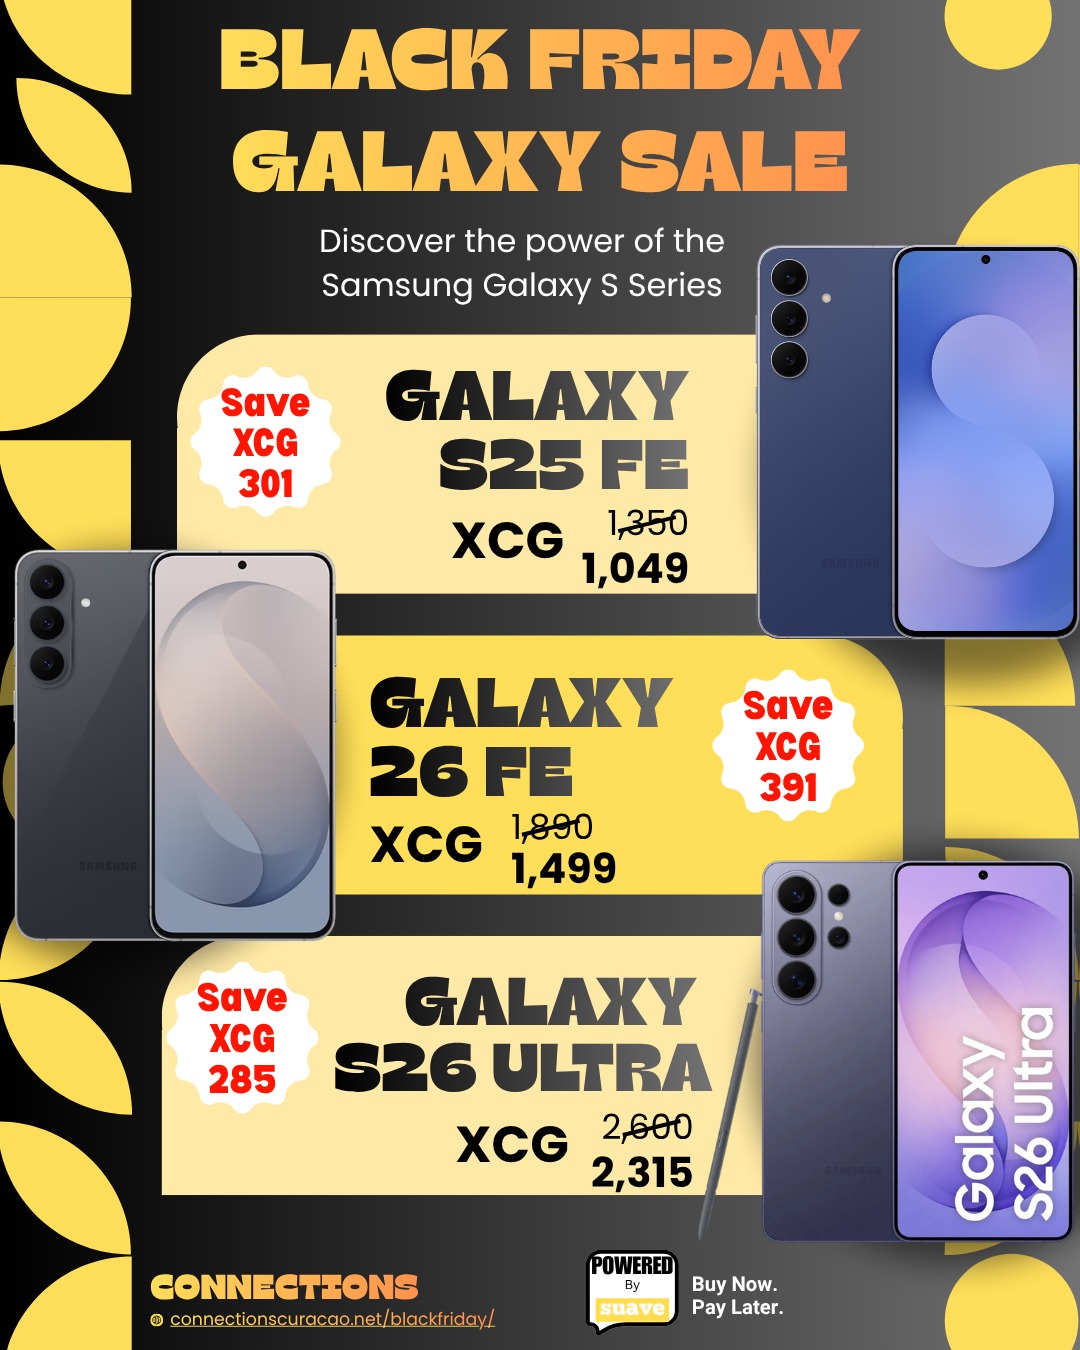 BLACK FRIDAY
GALAXY SALE
Discover the power of the
Samsung Galaxy S Series
Save
XCG
301
GALAXY
S25 FE
XCG
1,350
1,049
SAMSUNG
Save
XCG
391
GALAXY
26 FE
XCG
1,890
1,499
SAMSUNG
Save
XCG
285
GALAXY
S26 ULTRA
XCG
2,600
2,315
SAMSUNG
Galaxy
S26 Ultra
CONNECTIONS
connectionscuracao.net/blackfriday/
POWERED
By
suave
Buy Now.
Pay Later.